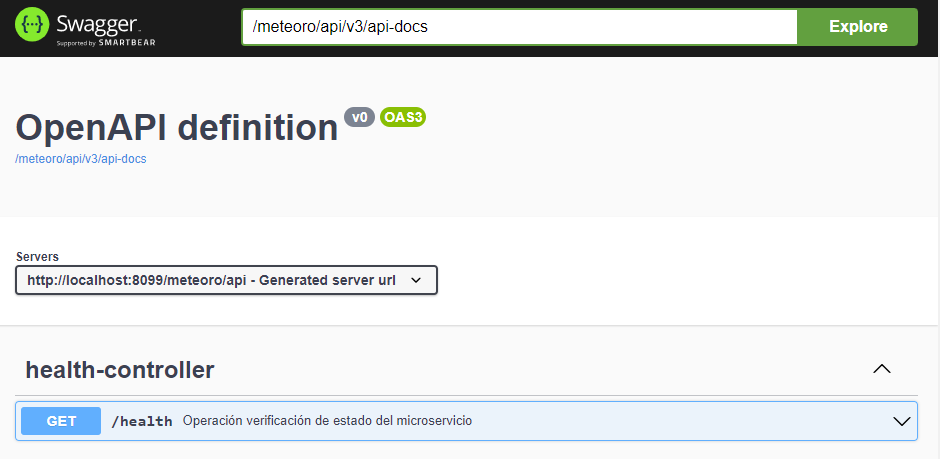 Swagger
Supported by SMARTBEAR
/meteoro/api/v3/api-docs
Explore
OpenAPI definition v0 OAS3
/meteoro/api/v3/api-docs
Servers
http://localhost:8099/meteoro/api - Generated server url
health-controller
GET /health Operación verificación de estado del microservicio